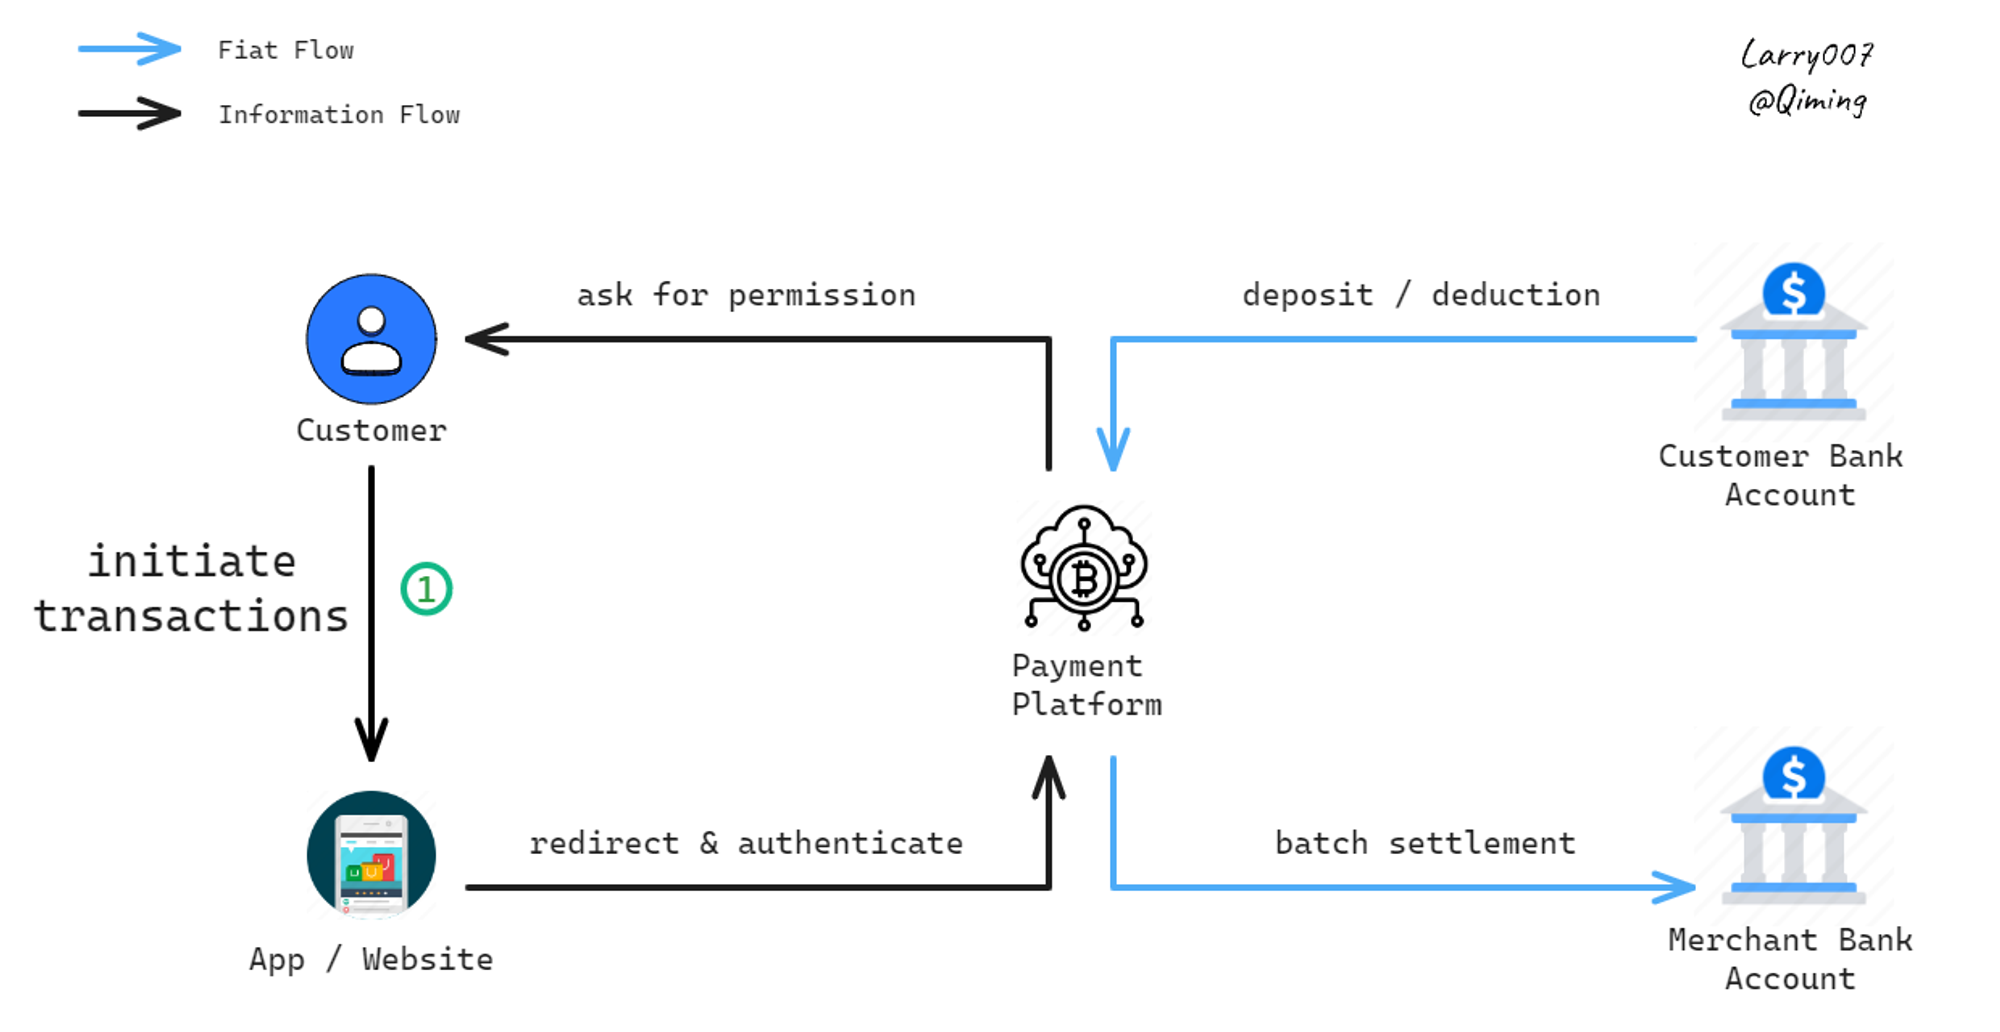 Fiat Flow
Information Flow
Larry007
@Qiming
ask for permission
deposit / deduction
Customer
Customer Bank
Account
initiate
transactions
1
Payment
Platform
redirect & authenticate
batch settlement
App / Website
Merchant Bank
Account